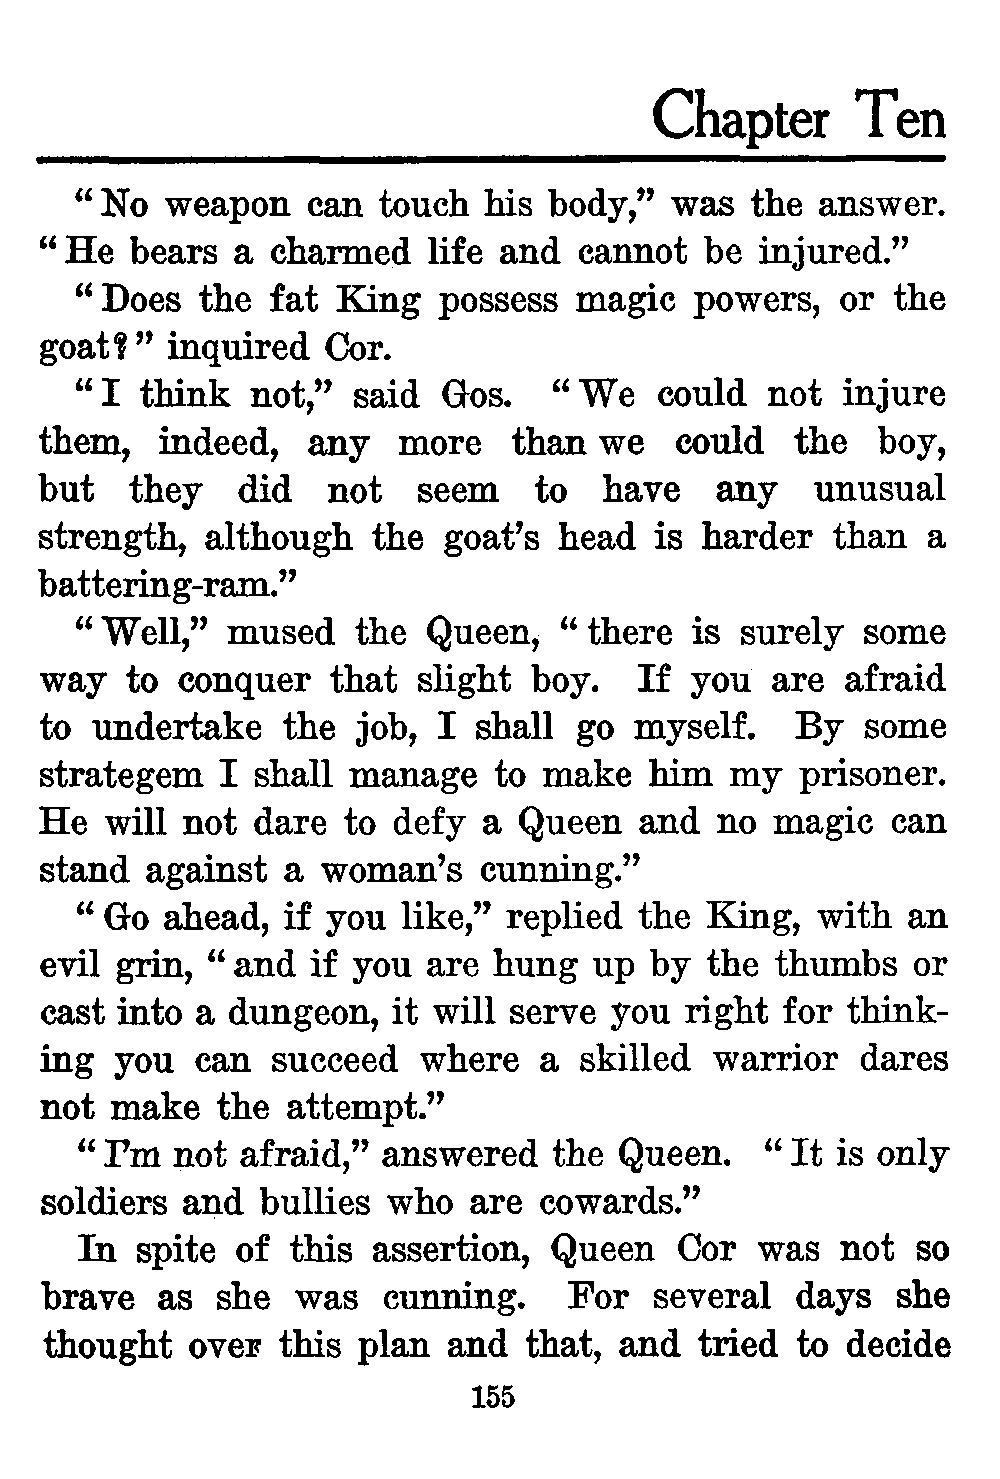 Chapter Ten
"No weapon can touch his body," was the answer.
"He bears a charmed life and cannot be injured."
"Does the fat King possess magic powers, or the
goat?" inquired Cor.
"I think not," said Gos. "We could not injure
them, indeed, any more than we could the boy,
but they did not seem to have any unusual
strength, although the goat's head is harder than a
battering-ram."
"Well," mused the Queen, "there is surely some
way to conquer that slight boy. If you are afraid
to undertake the job, I shall go myself. By some
strategem I shall manage to make him my prisoner.
He will not dare to defy a Queen and no magic can
stand against a woman's cunning."
"Go ahead, if you like," replied the King, with an
evil grin, "and if you are hung up by the thumbs or
cast into a dungeon, it will serve you right for think-
ing you can succeed where a skilled warrior dares
not make the attempt."
"I'm not afraid," answered the Queen. "It is only
soldiers and bullies who are cowards."
In spite of this assertion, Queen Cor was not so
brave as she was cunning. For several days she
thought over this plan and that, and tried to decide
155